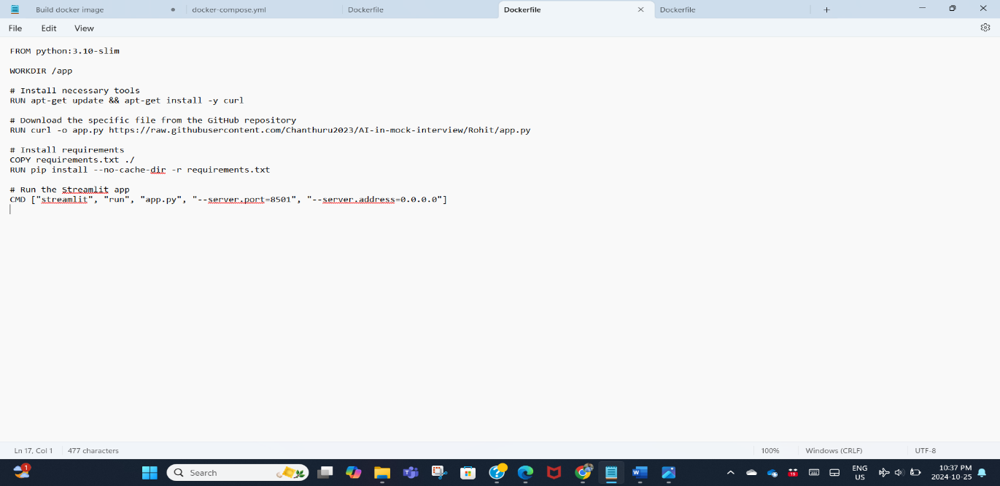 Build docker image
docker-compose.yml
Dockerfile
Dockerfile
Dockerfile
File Edit View
FROM python:3.10-slim
WORKDIR /app
# Install necessary tools
RUN apt-get update && apt-get install -y curl
# Download the specific file from the GitHub repository
RUN curl -o app.py https://raw.githubusercontent.com/Chanthuru2023/AI-in-mock-interview/Rohit/app.py
# Install requirements
COPY requirements.txt ./
RUN pip install --no-cache-dir -r requirements.txt
# Run the Streamlit app
CMD ["streamlit", "run", "app.py", "--server.port=8501", "--server.address=0.0.0.0"]
Ln 17, Col 1 477 characters 100% Windows (CRLF) UTF-8
1
Search
19
ENG
US
10:37 PM
2024-10-25